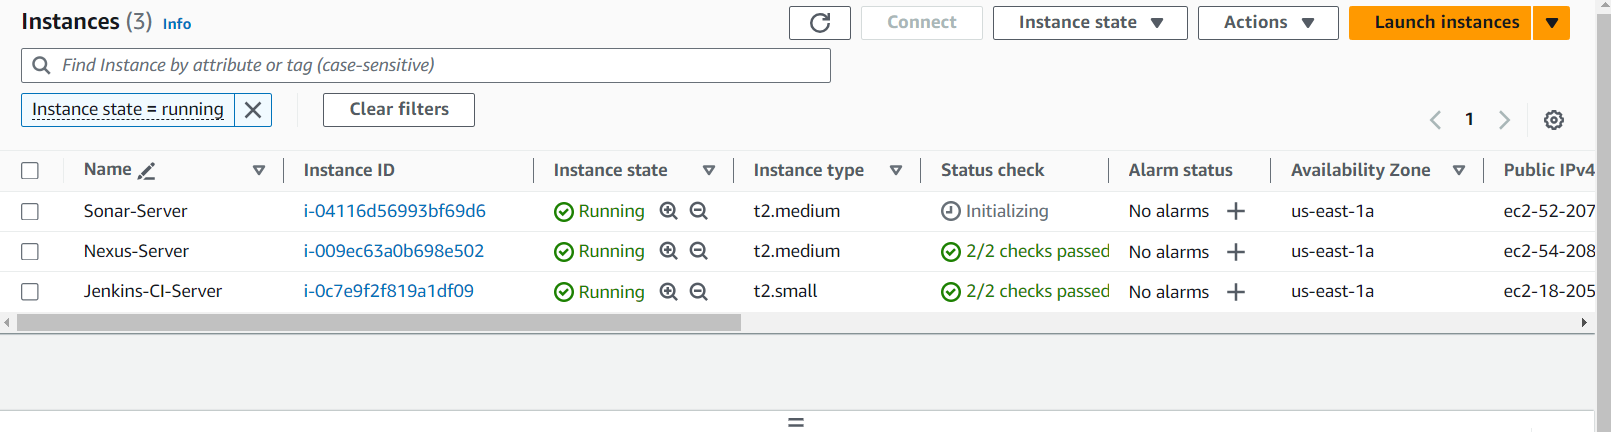 Instances (3) Info
Connect Instance state Actions Launch instances
Find Instance by attribute or tag (case-sensitive)
Instance state = running Clear filters
1
Name Instance ID Instance state Instance type Status check Alarm status Availability Zone Public IPv4
Sonar-Server i-04116d56993bf69d6 Running t2.medium Initializing No alarms us-east-1a ec2-52-207
Nexus-Server i-009ec63a0b698e502 Running t2.medium 2/2 checks passed No alarms us-east-1a ec2-54-208
Jenkins-CI-Server i-0c7e9f2f819a1df09 Running t2.small 2/2 checks passed No alarms us-east-1a ec2-18-205